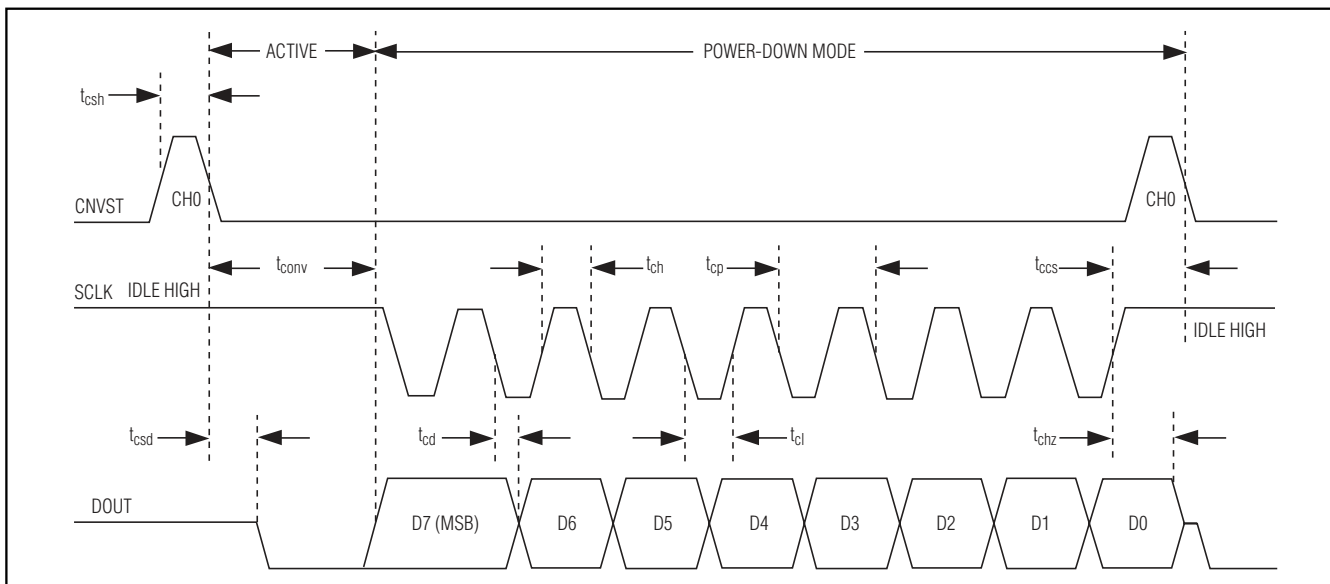 ACTIVE
POWER-DOWN MODE
tcsh
CNVST
CH0
CH0
tconv
tch
tcp
tccs
SCLK
IDLE HIGH
IDLE HIGH
tcsd
tcd
tcl
tchz
DOUT
D7 (MSB)
D6
D5
D4
D3
D2
D1
D0